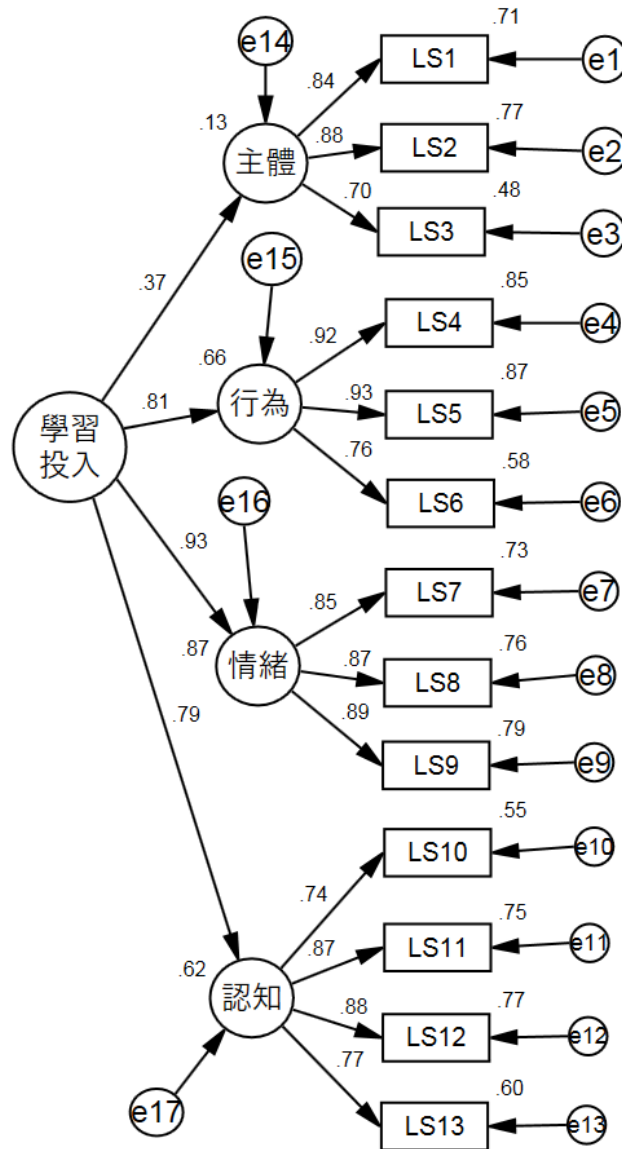 e14
.71
LS1
e1
.84
.13
主體
.88
.77
LS2
e2
.70
.48
LS3
e3
e15
.37
.85
LS4
e4
.92
.66
行為
.81
.93
.87
LS5
e5
學習
投入
.76
.58
LS6
e6
e16
.93
.73
LS7
e7
.85
.87
情緒
.87
.76
LS8
e8
.79
.89
.79
LS9
e9
.55
LS10
e10
.74
.75
LS11
e11
.87
.62
認知
.88
.77
LS12
e12
.77
.60
LS13
e13
e17